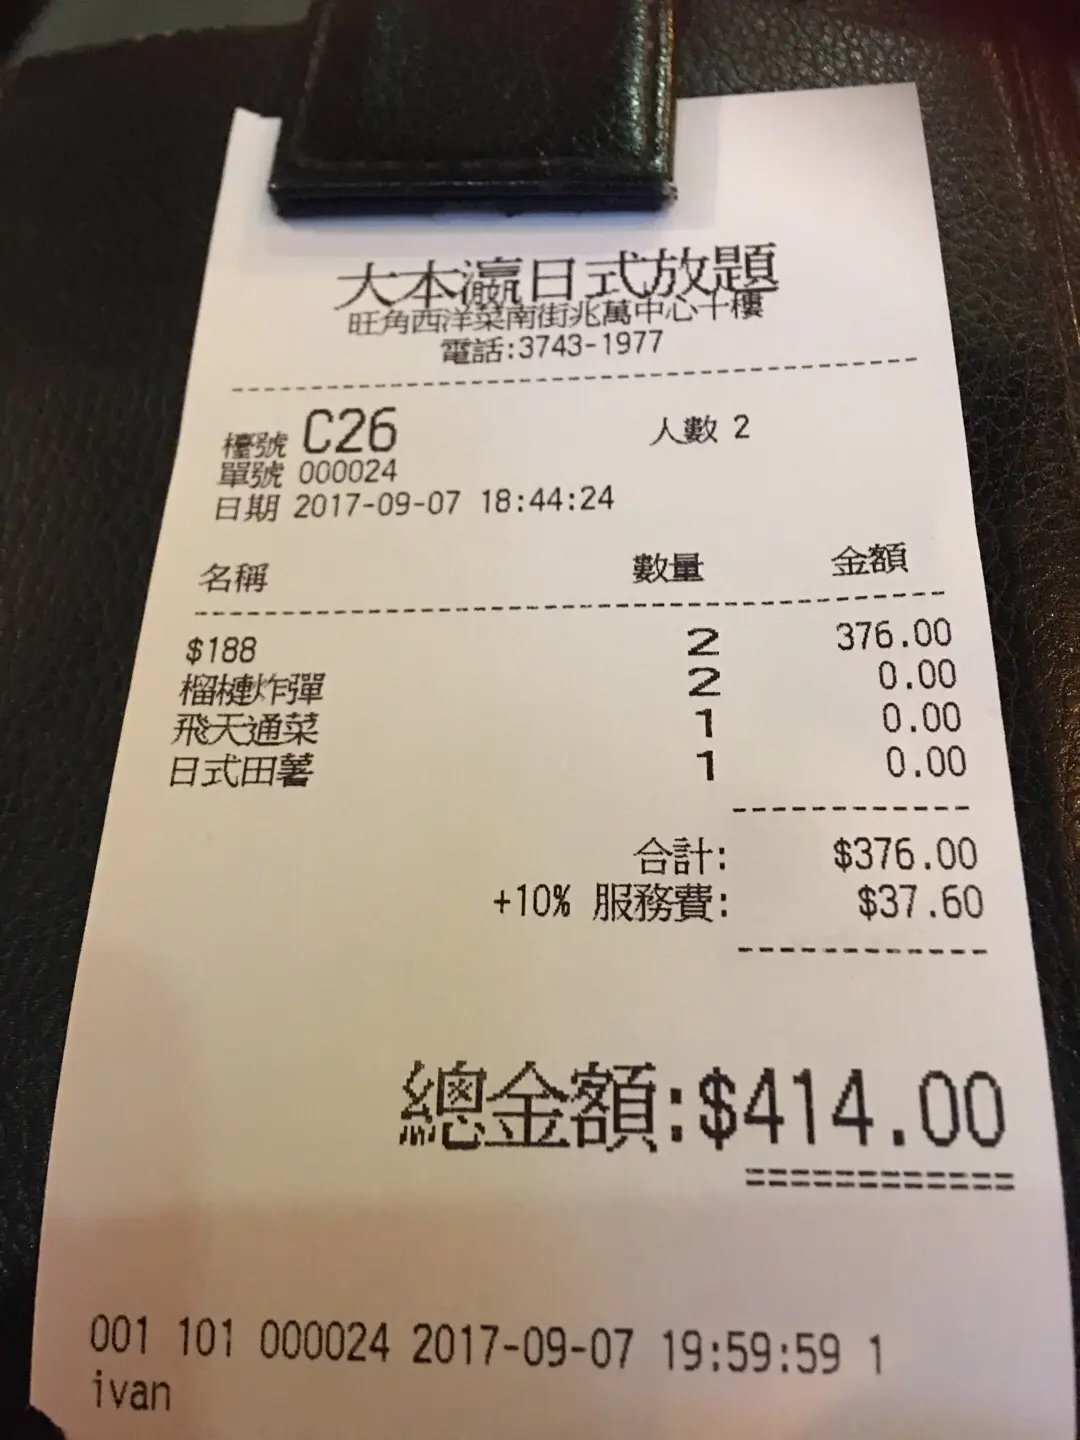 大本瀛日式放題
旺角西洋菜南街兆萬中心十樓
電話:3743-1977
檯號 C26 人數 2
單號 000024
日期 2017-09-07 18:44:24
名稱 數量 金額
$188 2 376.00
榴槤炸彈 2 0.00
飛天通菜 1 0.00
日式田薯 1 0.00
合計: $376.00
+10% 服務費: $37.60
總金額:$414.00
001 101 000024 2017-09-07 19:59:59 1
ivan